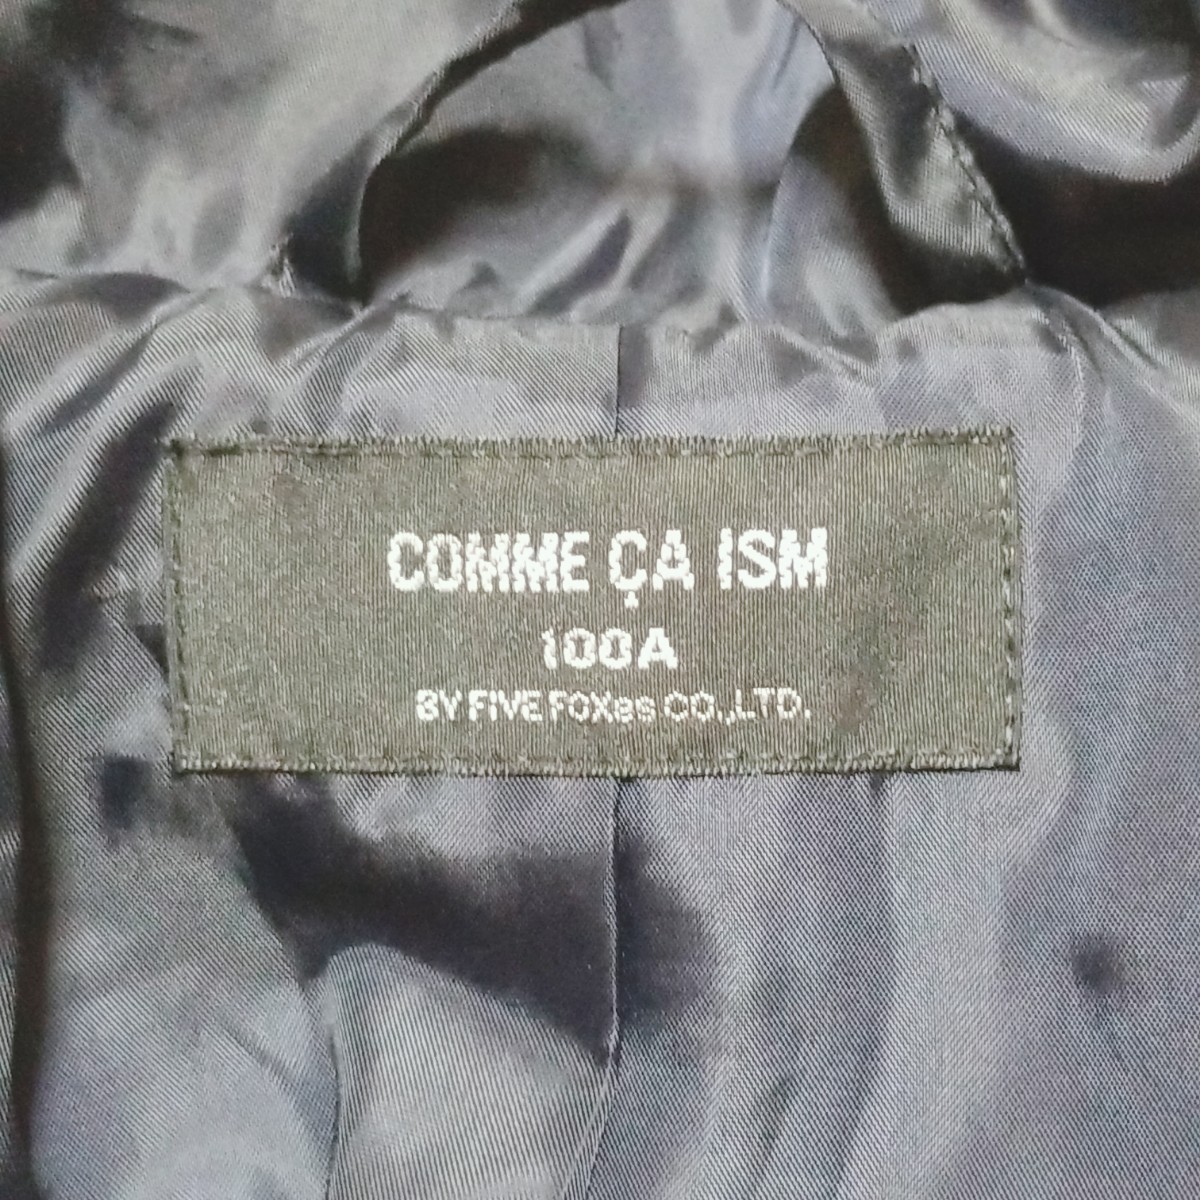 COMME ÇA ISM
100A
BY FIVE FOXes CO.,LTD.